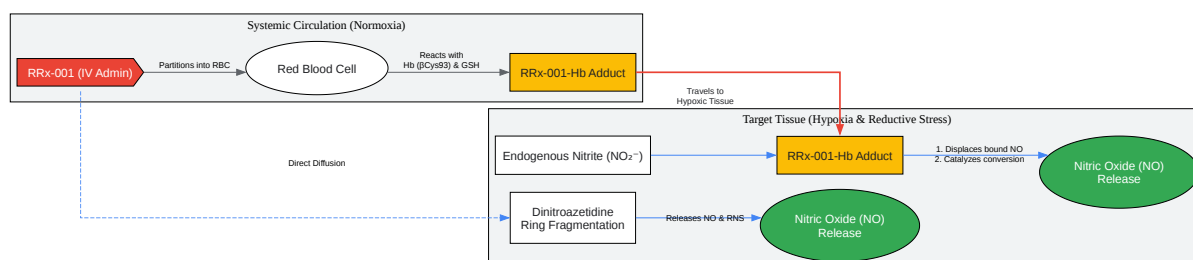 Systemic Circulation (Normoxia)
RRx-001 (IV Admin)
Partitions into RBC
Red Blood Cell
Reacts with
Hb (βCys93) & GSH
RRx-001-Hb Adduct
Travels to
Hypoxic Tissue
Target Tissue (Hypoxia & Reductive Stress)
Endogenous Nitrite (NO₂⁻)
RRx-001-Hb Adduct
1. Displaces bound NO
2. Catalyzes conversion
Nitric Oxide (NO)
Release
Direct Diffusion
Dinitroazetidine
Ring Fragmentation
Releases NO & RNS
Nitric Oxide (NO)
Release